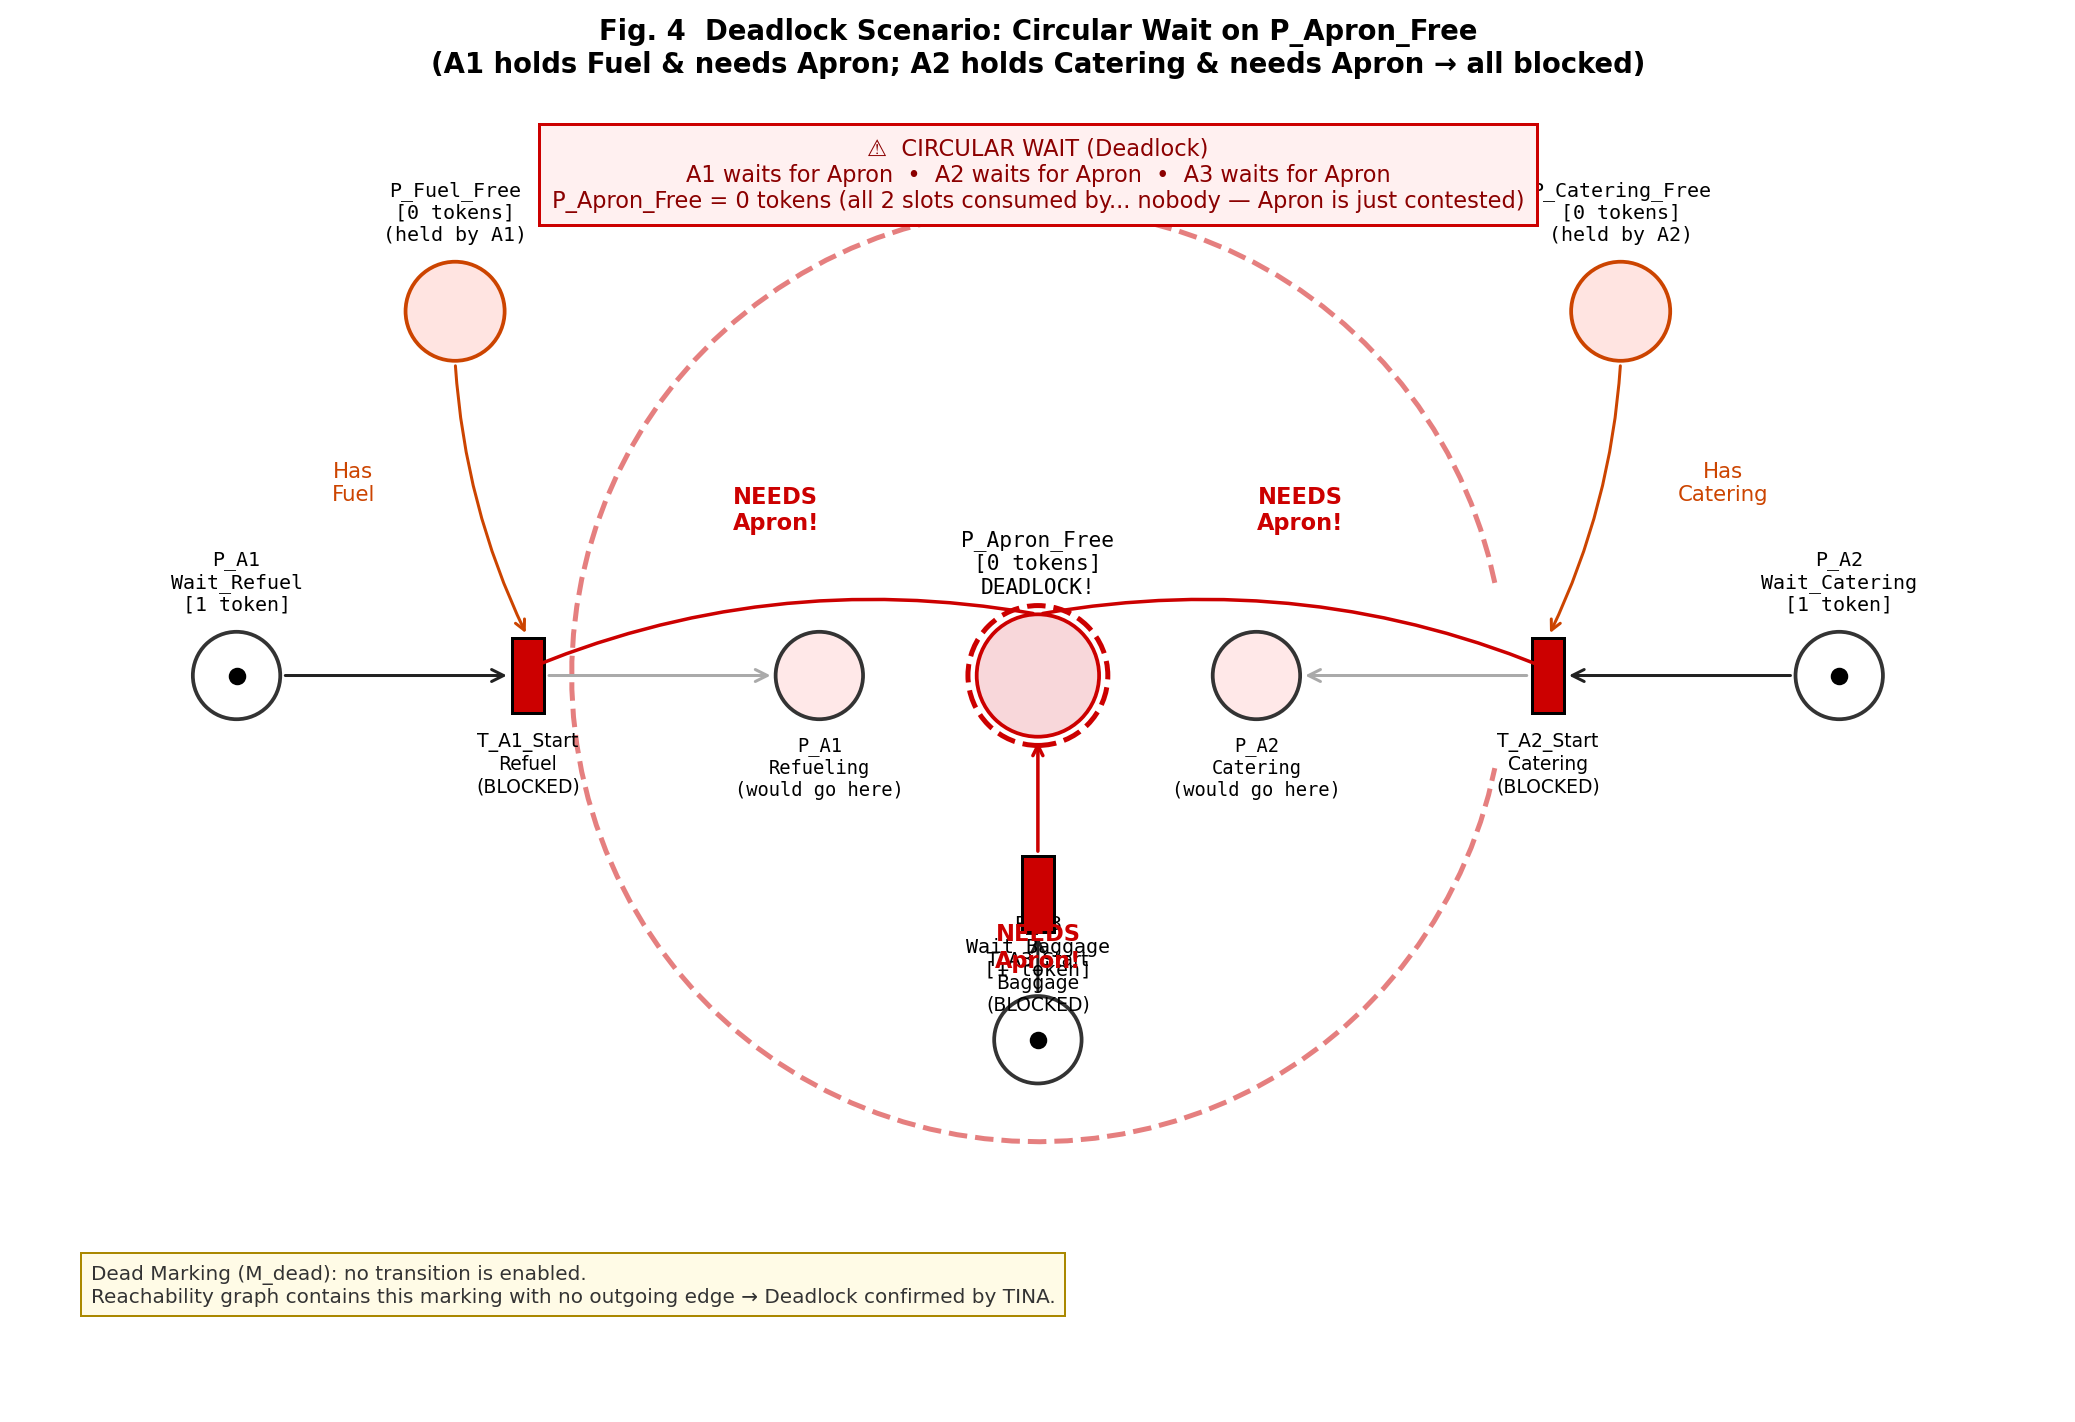 Fig. 4  Deadlock Scenario: Circular Wait on P_Apron_Free
(A1 holds Fuel & needs Apron; A2 holds Catering & needs Apron → all blocked)
⚠  CIRCULAR WAIT (Deadlock)
A1 waits for Apron  •  A2 waits for Apron  •  A3 waits for Apron
P_Apron_Free = 0 tokens (all 2 slots consumed by... nobody — Apron is just contested)
P_Fuel_Free
[0 tokens]
(held by A1)
P_Catering_Free
[0 tokens]
(held by A2)
Has
Fuel
NEEDS
Apron!
NEEDS
Apron!
Has
Catering
P_A1
Wait_Refuel
[1 token]
P_Apron_Free
[0 tokens]
DEADLOCK!
P_A2
Wait_Catering
[1 token]
T_A1_Start
Refuel
(BLOCKED)
P_A1
Refueling
(would go here)
P_A2
Catering
(would go here)
T_A2_Start
Catering
(BLOCKED)
NEEDS
Apron!
Wait_Baggage
[1 token]
Baggage
(BLOCKED)
Dead Marking (M_dead): no transition is enabled.
Reachability graph contains this marking with no outgoing edge → Deadlock confirmed by TINA.